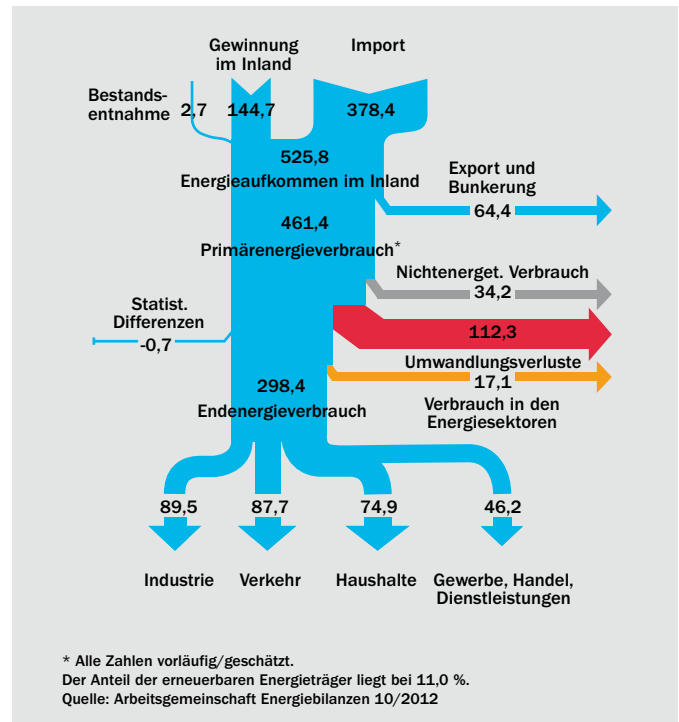 Gewinnung
im Inland
Import
Bestands-
entnahme
2,7
144,7
378,4
525,8
Energieaufkommen im Inland
Export und
Bunkerung
64,4
461,4
Primärenergieverbrauch*
Nichtenerget. Verbrauch
34,2
Statist.
Differenzen
-0,7
112,3
Umwandlungsverluste
17,1
Verbrauch in den
Energiesektoren
298,4
Endenergieverbrauch
89,5
87,7
74,9
46,2
Industrie
Verkehr
Haushalte
Gewerbe, Handel,
Dienstleistungen
* Alle Zahlen vorläufig/geschätzt.
Der Anteil der erneuerbaren Energieträger liegt bei 11,0 %.
Quelle: Arbeitsgemeinschaft Energiebilanzen 10/2012